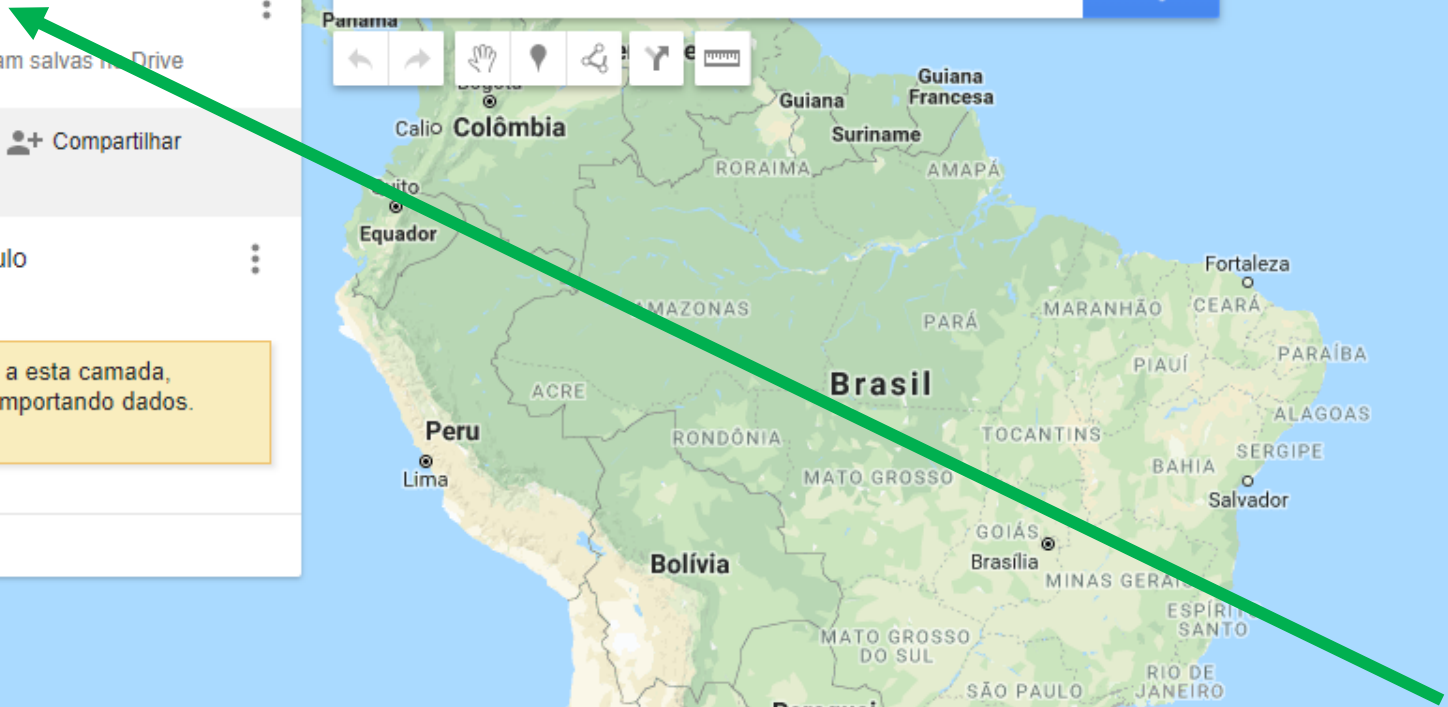 am salvas no Drive
Compartilhar
ulo
a esta camada,
mportando dados.
Panamá
Bogotá
Cali
Colômbia
Guiana
Guiana
Francesa
Suriname
RORAIMA
AMAPÁ
Quito
Equador
AMAZONAS
PARÁ
MARANHÃO
Fortaleza
CEARÁ
PIAUÍ
PARAÍBA
ACRE
Brasil
ALAGOAS
Peru
RONDÔNIA
TOCANTINS
SERGIPE
Lima
MATO GROSSO
BAHIA
Salvador
GOIÁS
Brasília
Bolívia
MINAS GERAIS
ESPÍRITO
SANTO
MATO GROSSO
DO SUL
RIO DE
JANEIRO
SÃO PAULO
Paraguai